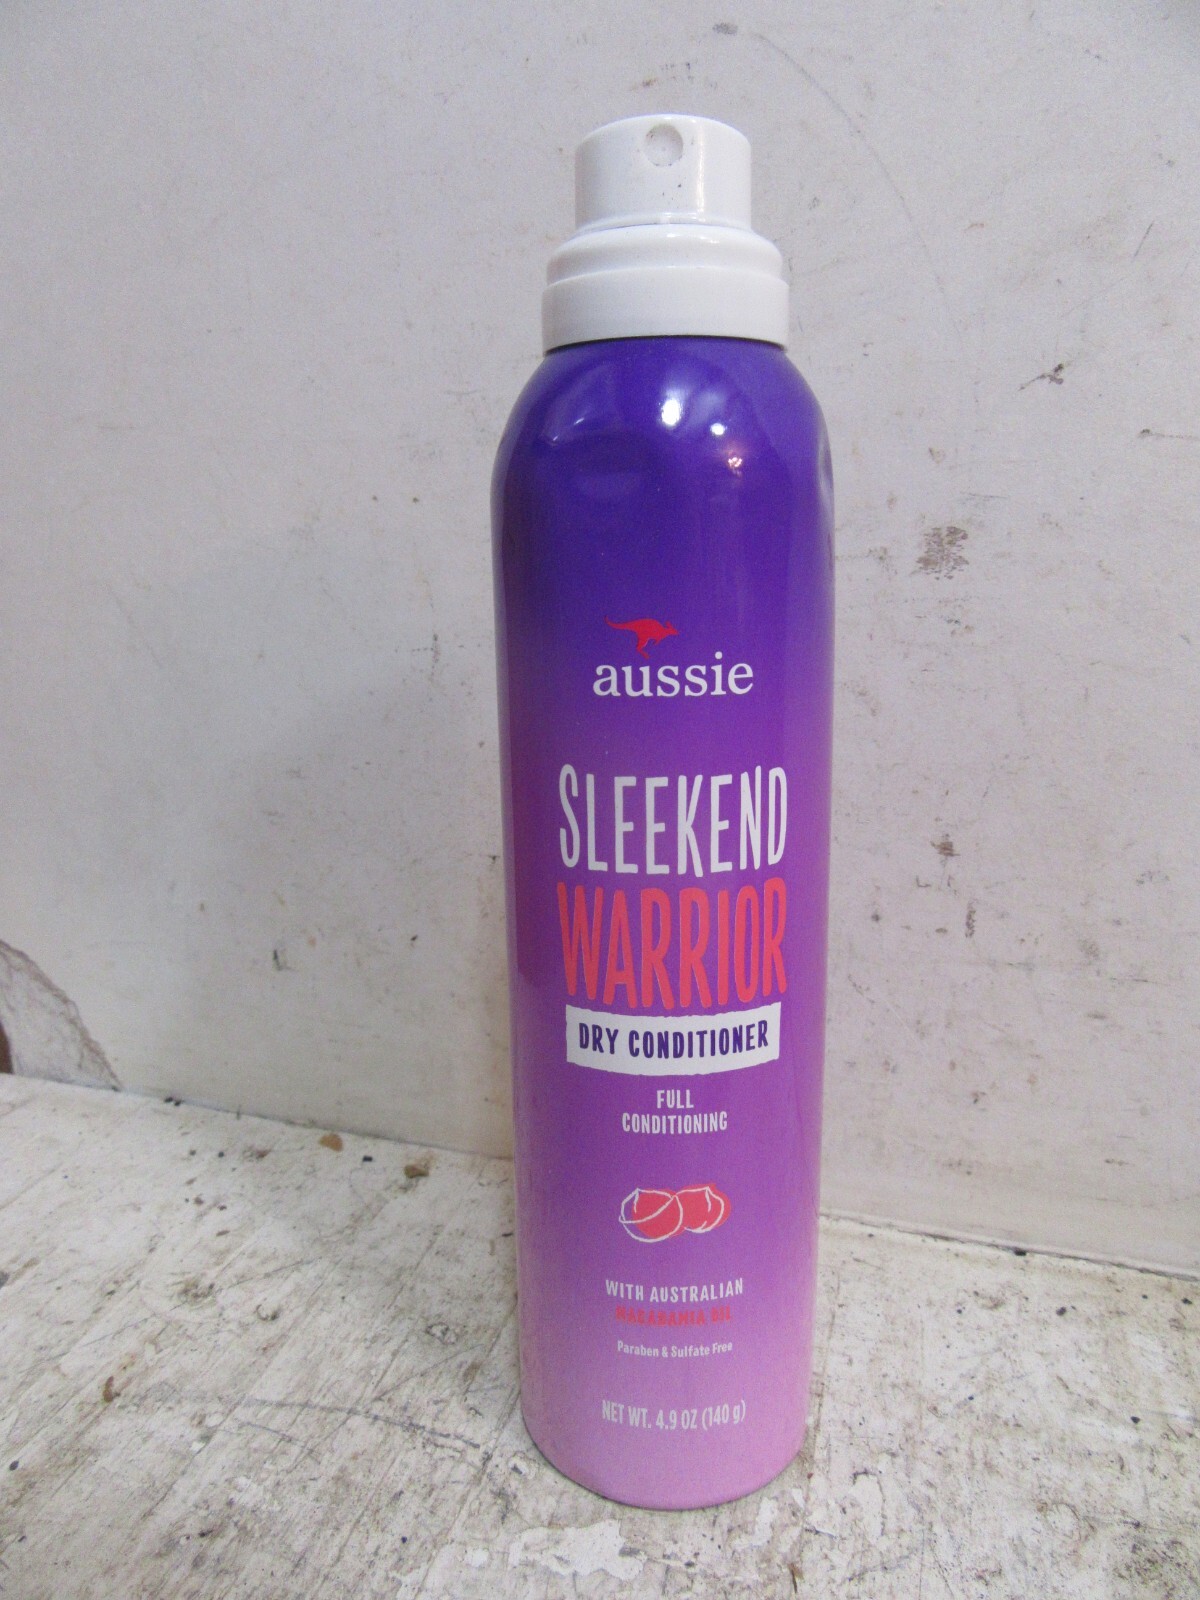 aussie
SLEEKEND
WARRIOR
DRY CONDITIONER
FULL
CONDITIONING
WITH AUSTRALIAN
MACADAMIA OIL
Paraben & Sulfate Free
NET WT. 4.9 OZ (140 g)